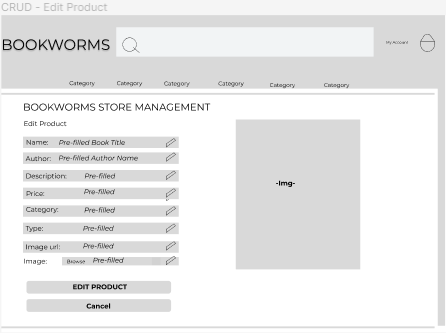 CRUD - Edit Product
BOOKWORMS
My Account
Category Category Category Category Category Category
BOOKWORMS STORE MANAGEMENT
Edit Product
Name: Pre-filled Book Title
Author: Pre-filled Author Name
Description: Pre-filled
Price: Pre-filled
Category: Pre-filled
Type: Pre-filled
Image url: Pre-filled
Image: Browse Pre-filled
-Img-
EDIT PRODUCT
Cancel